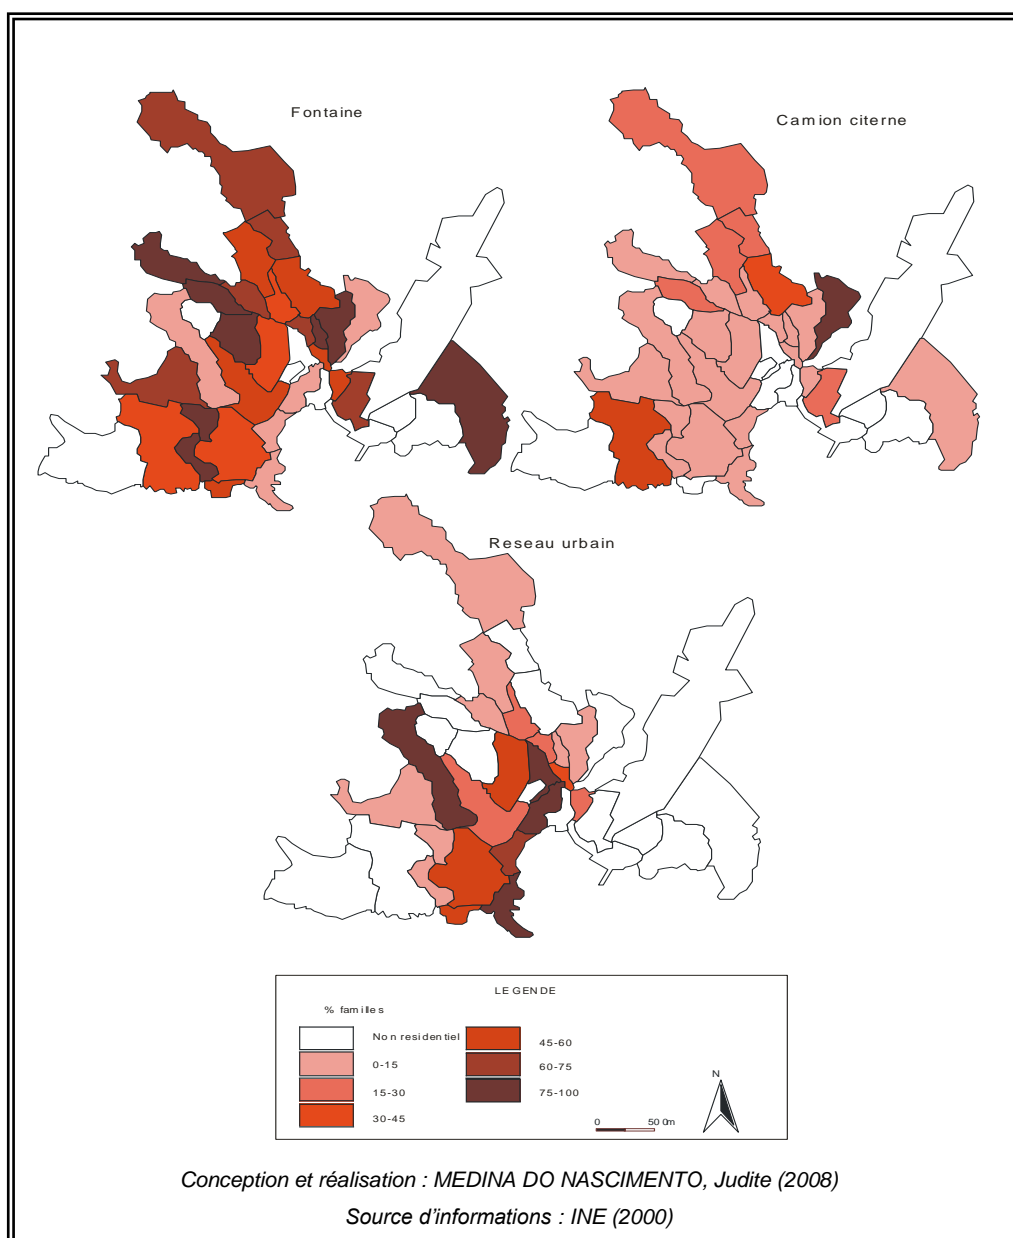 Fontaine
Camion citerne
Reseau urbain
LEGENDE
% familles
Non residentiel
0-15
15-30
30-45
45-60
60-75
75-100
0 500m
N
Conception et réalisation : MEDINA DO NASCIMENTO, Judite (2008)
Source d'informations : INE (2000)